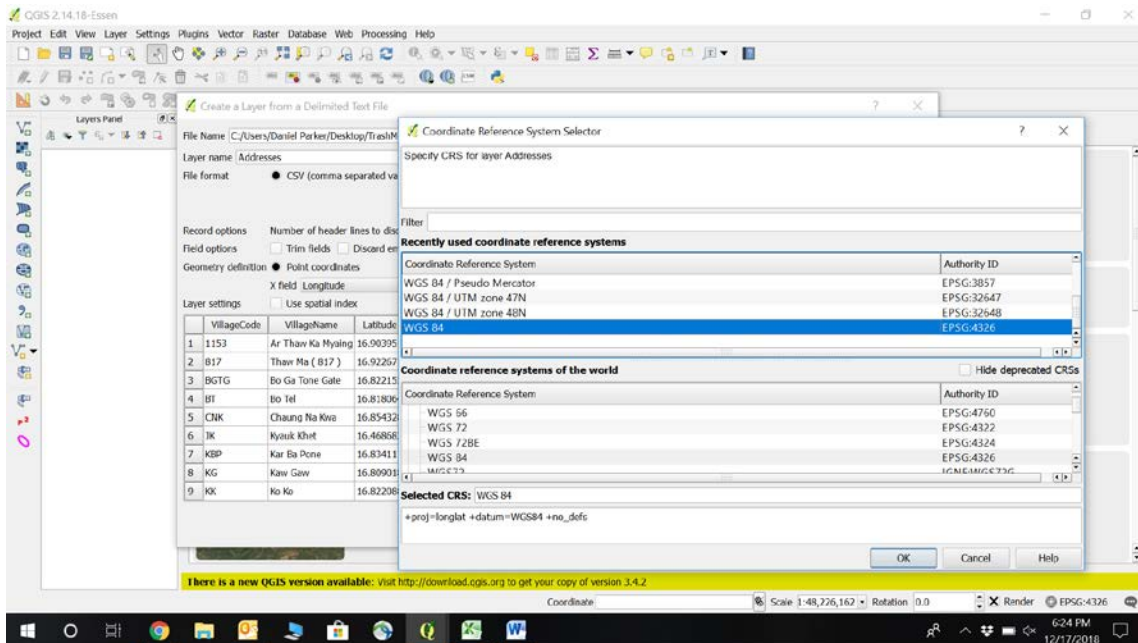 QGIS 2.14.18-Essen
Project Edit View Layer Settings Plugins Vector Raster Database Web Processing Help
Layers Panel
Create a Layer from a Delimited Text File
File Name C:/Users/Daniel Parker/Desktop/TrashM
Layer name Addresses
File format CSV (comma separated va
Record options Number of header lines to disc
Field options Trim fields Discard em
Geometry definition Point coordinates
X field Longitude
Layer settings Use spatial index
VillageCode VillageName Latitude
1 1153 Ar Thaw Ka Myaing 16.90395
2 817 Thawr Ma ( 817 ) 16.92267
3 BGTG Bo Ga Tone Gate 16.82215
4 BT Bo Tel 16.81806
5 CNK Chaung Na Kwa 16.85432
6 JK Kyauk Khet 16.46868
7 KBP Kar Ba Pone 16.83411
8 KG Kaw Gaw 16.80901
9 KK Ko Ko 16.82208
Coordinate Reference System Selector
Specify CRS for layer Addresses
Filter
Recently used coordinate reference systems
Coordinate Reference System Authority ID
WGS 84 / Pseudo Mercator EPSG:3857
WGS 84 / UTM zone 47N EPSG:32647
WGS 84 / UTM zone 48N EPSG:32648
WGS 84 EPSG:4326
Coordinate reference systems of the world Hide deprecated CRSs
Coordinate Reference System Authority ID
WGS 66 EPSG:4760
WGS 72 EPSG:4322
WGS 72BE EPSG:4324
WGS 84 EPSG:4326
WGS72 IGNF:WGS72G
Selected CRS: WGS 84
+proj=longlat +datum=WGS84 +no_defs
OK Cancel Help
There is a new QGIS version available: Visit http://download.qgis.org to get your copy of version 3.4.2
Coordinate Scale 1:48,226,162 Rotation 0.0 Render EPSG:4326
6:24 PM
12/17/2018